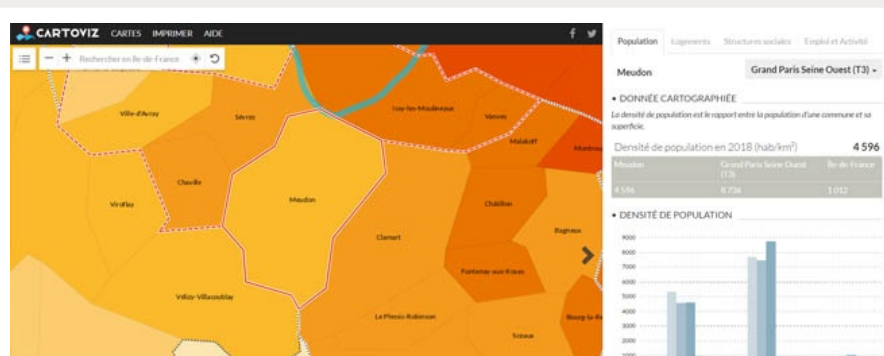 CARTOVIZ CARTES IMPRIMER AIDE
Rechercher en Ile-de-France
Ville-d'Avray
Sèvres
Issy-les-Moulineaux
Vanves
Malakoff
Chaville
Viroflay
Meudon
Châtillon
Clamart
Bagneux
Fontenay-aux-Roses
Vélizy-Villacoublay
Le Plessis-Robinson
Sceaux
Population Logements Structures sociales Emploi et Activité
Meudon Grand Paris Seine Ouest (T3)
• DONNÉE CARTOGRAPHIÉE
La densité de population est le rapport entre la population d'une commune et sa
superficie.
Densité de population en 2018 (hab/km²) 4 596
Meudon Grand Paris Seine Ouest Île-de-France
(T3)
4 596 8 736 1 012
• DENSITÉ DE POPULATION
9000
8000
7000
6000
5000
4000
3000
2000
1000